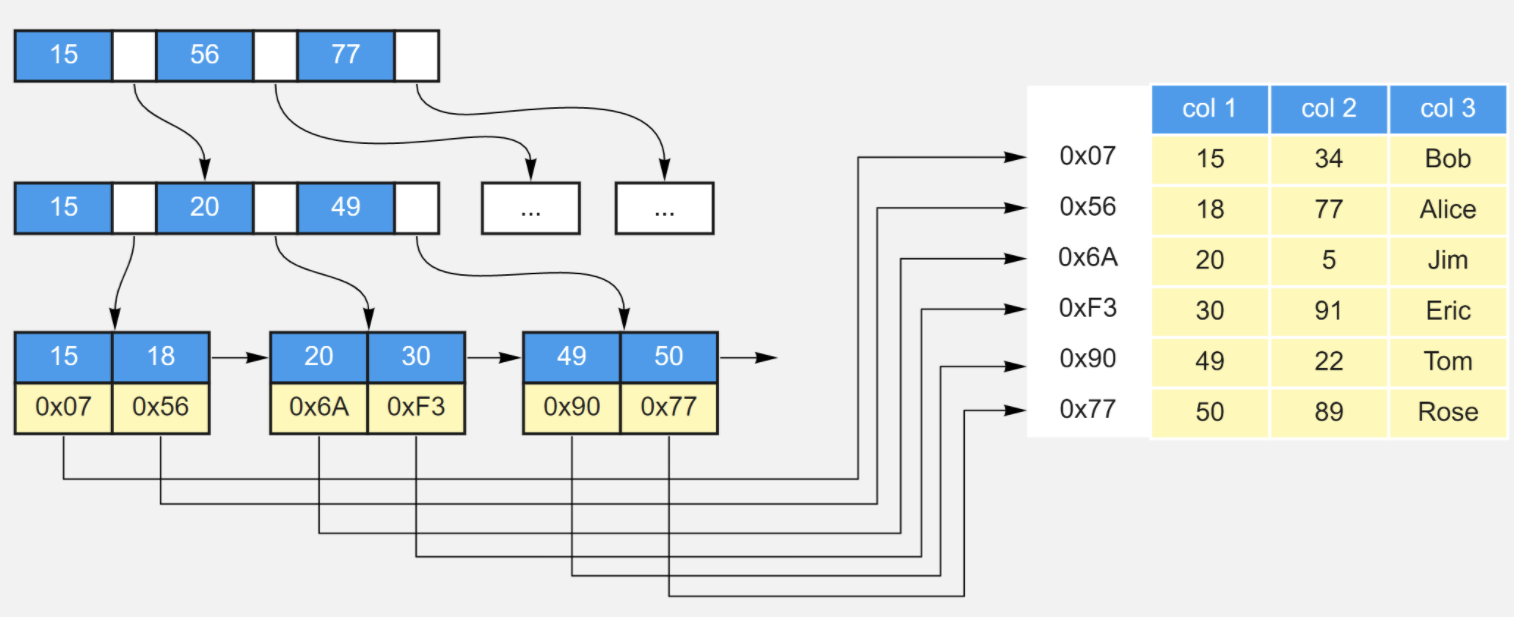 15 56 77
15 20 49 ... ...
15 18 20 30 49 50
0x07 0x56 0x6A 0xF3 0x90 0x77
col 1 col 2 col 3
0x07 15 34 Bob
0x56 18 77 Alice
0x6A 20 5 Jim
0xF3 30 91 Eric
0x90 49 22 Tom
0x77 50 89 Rose